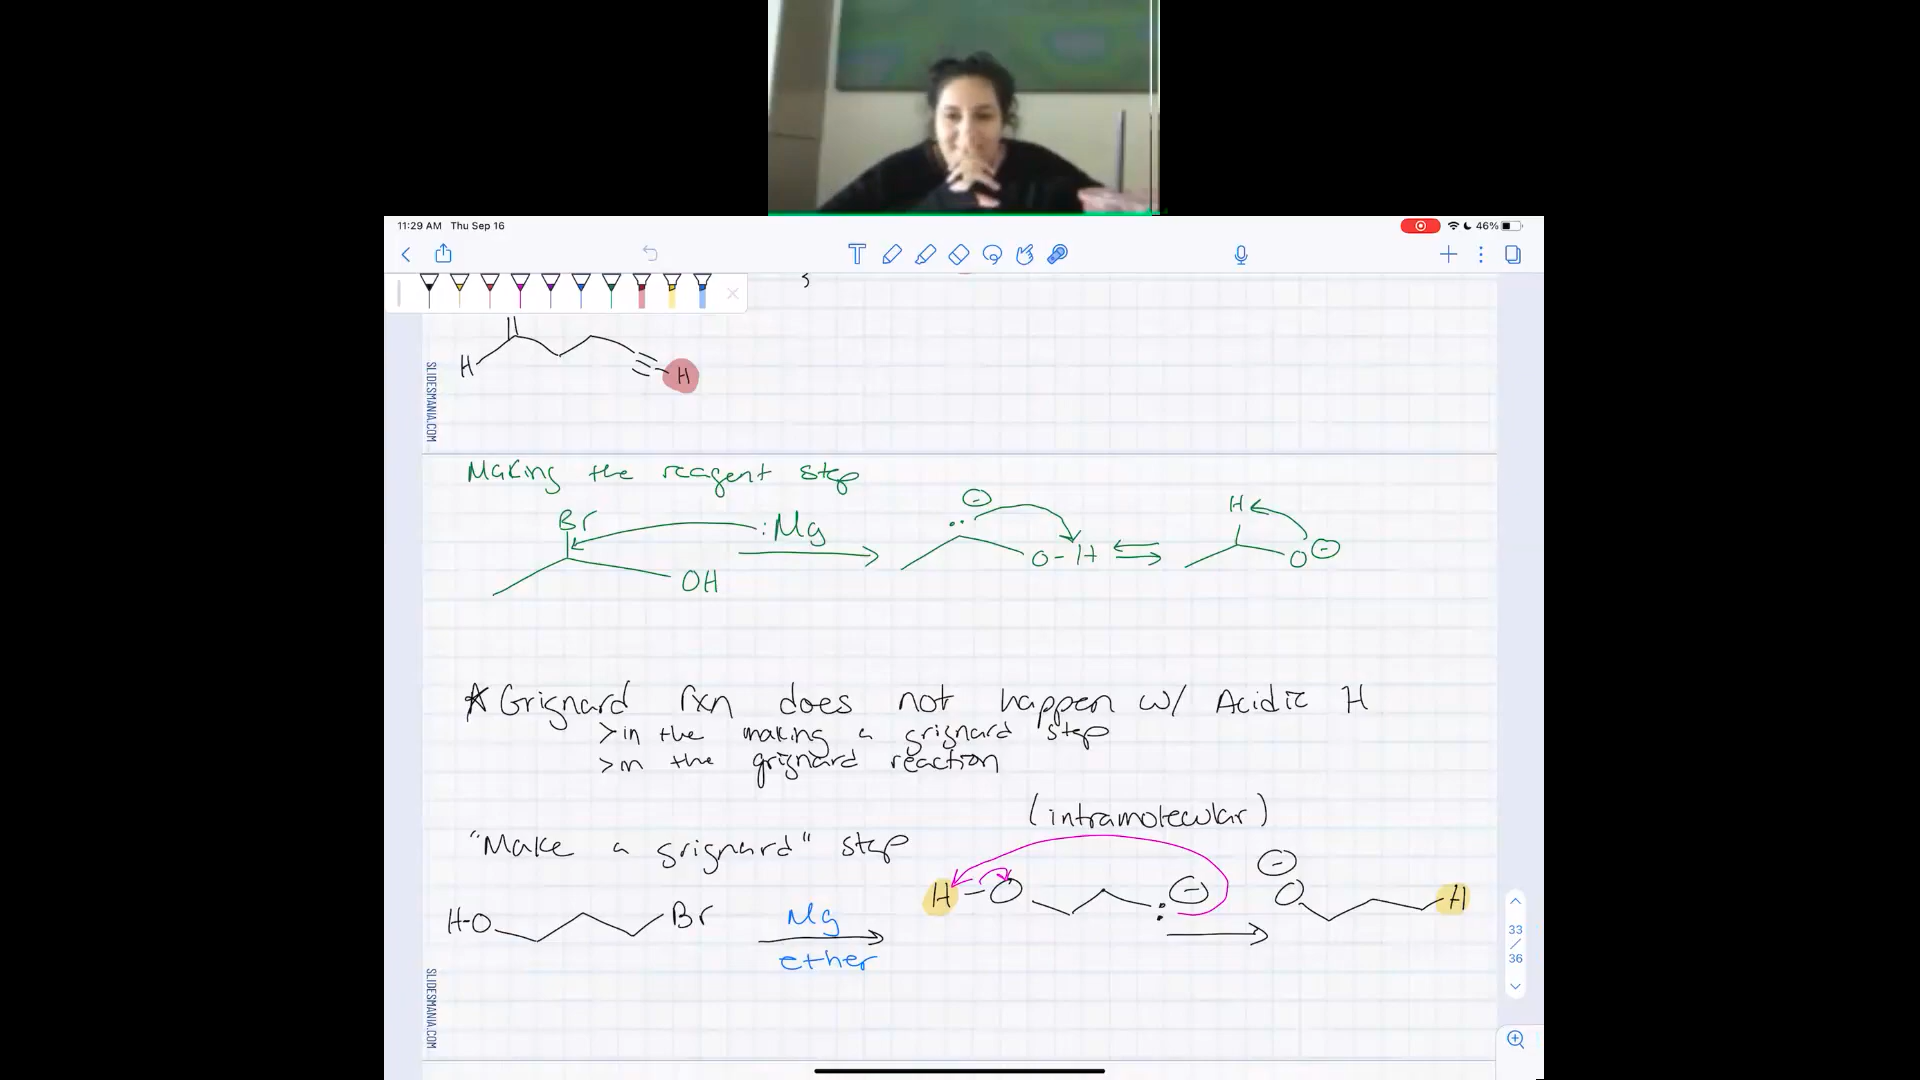 11:29 AM Thu Sep 16
46%
T
H
H
SLIDESMANIA.COM
Making the reagent step
Br
:Mg
OH
⊖
··
O-H
H
O⊖
*Grignard rxn does not happen w/ Acidic H
>in the making a grignard step
>in the grignard reaction
(intramolecular)
"Make a grignard" step
H-O
Br
Mg
ether
H-O
⊖
:
⊖
O
H
33
/
36
SLIDESMANIA.COM